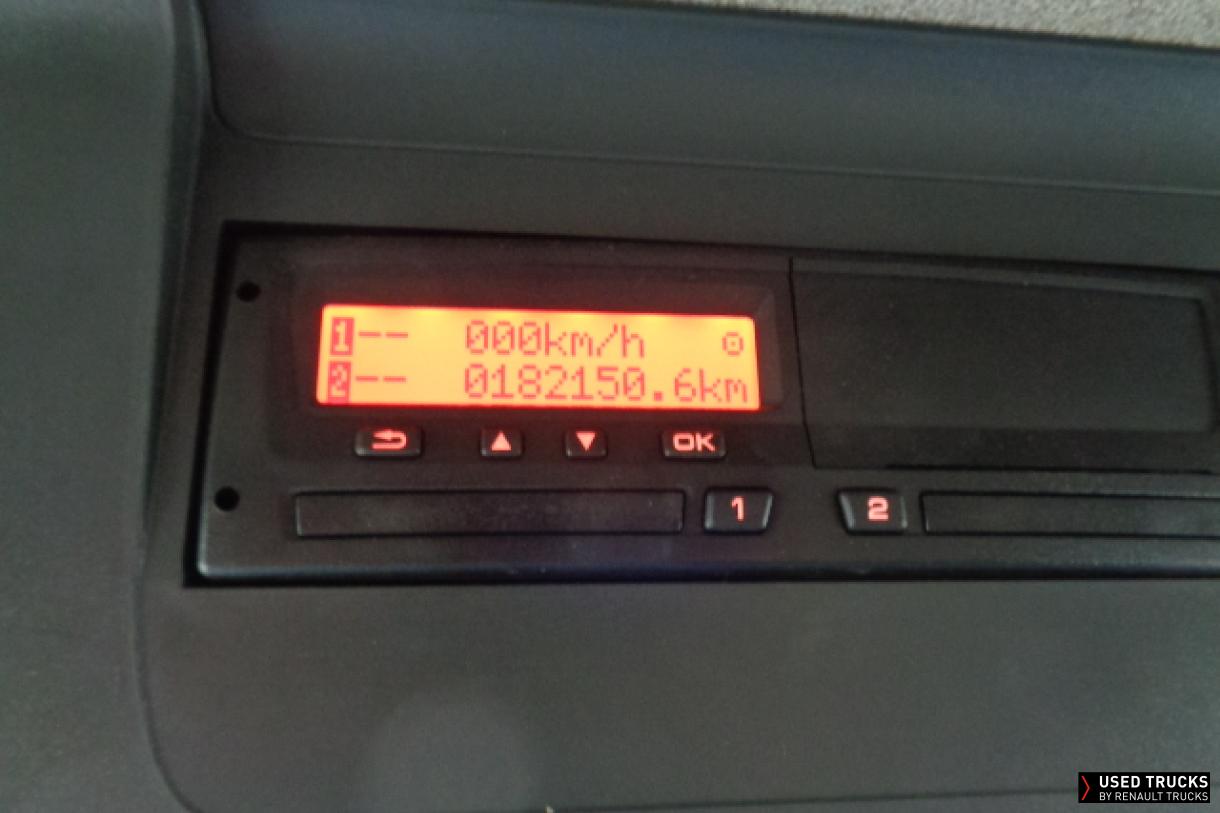 1-- 000km/h
2-- 0182150.6km
OK
1
2
USED TRUCKS
BY RENAULT TRUCKS